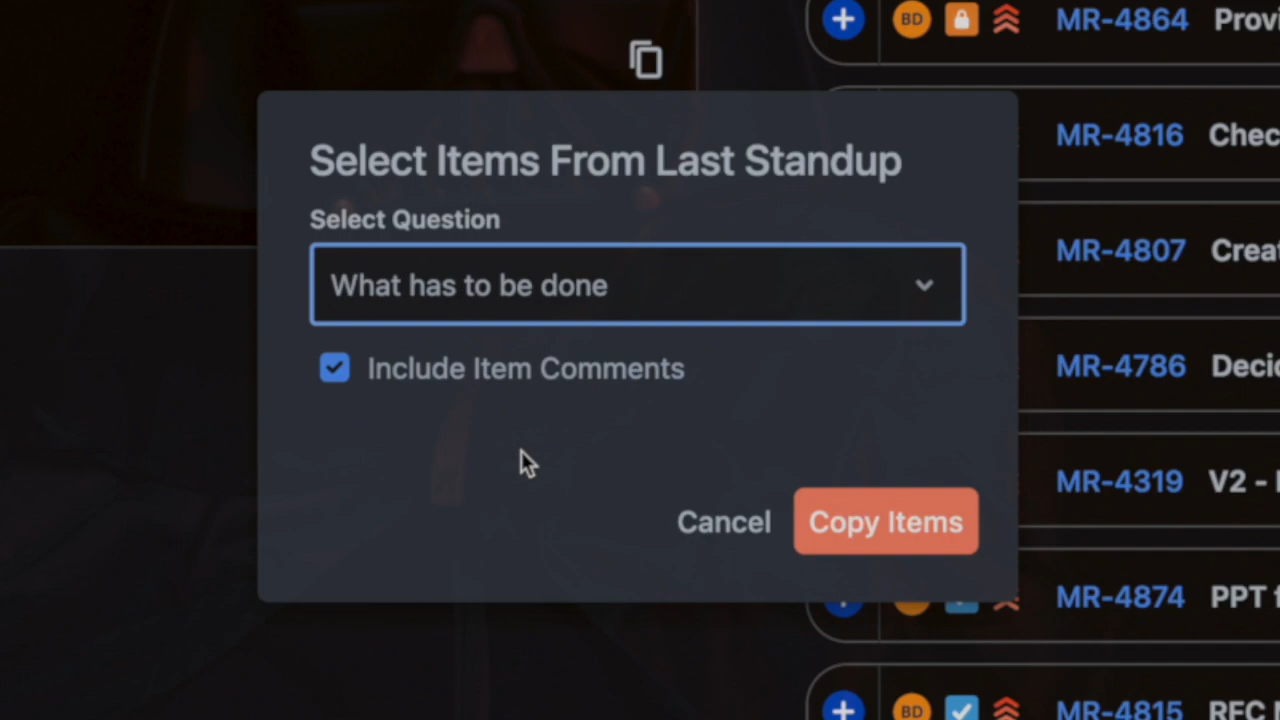 BD MR-4864 Provi
Select Items From Last Standup
MR-4816 Chec
Select Question
MR-4807 Creat
What has to be done
Include Item Comments
MR-4786 Decid
MR-4319 V2 -
Cancel
Copy Items
MR-4874 PPT f
BD MR-4815 REC